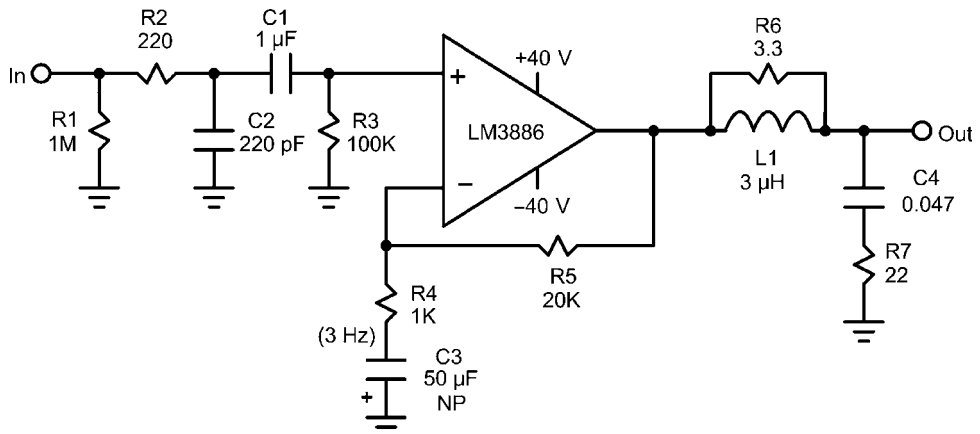 In
R1
1M
R2
220
C2
220 pF
C1
1 µF
R3
100K
+
−
LM3886
+40 V
−40 V
R5
20K
R4
1K
(3 Hz)
C3
50 µF
NP
+
R6
3.3
L1
3 µH
Out
C4
0.047
R7
22